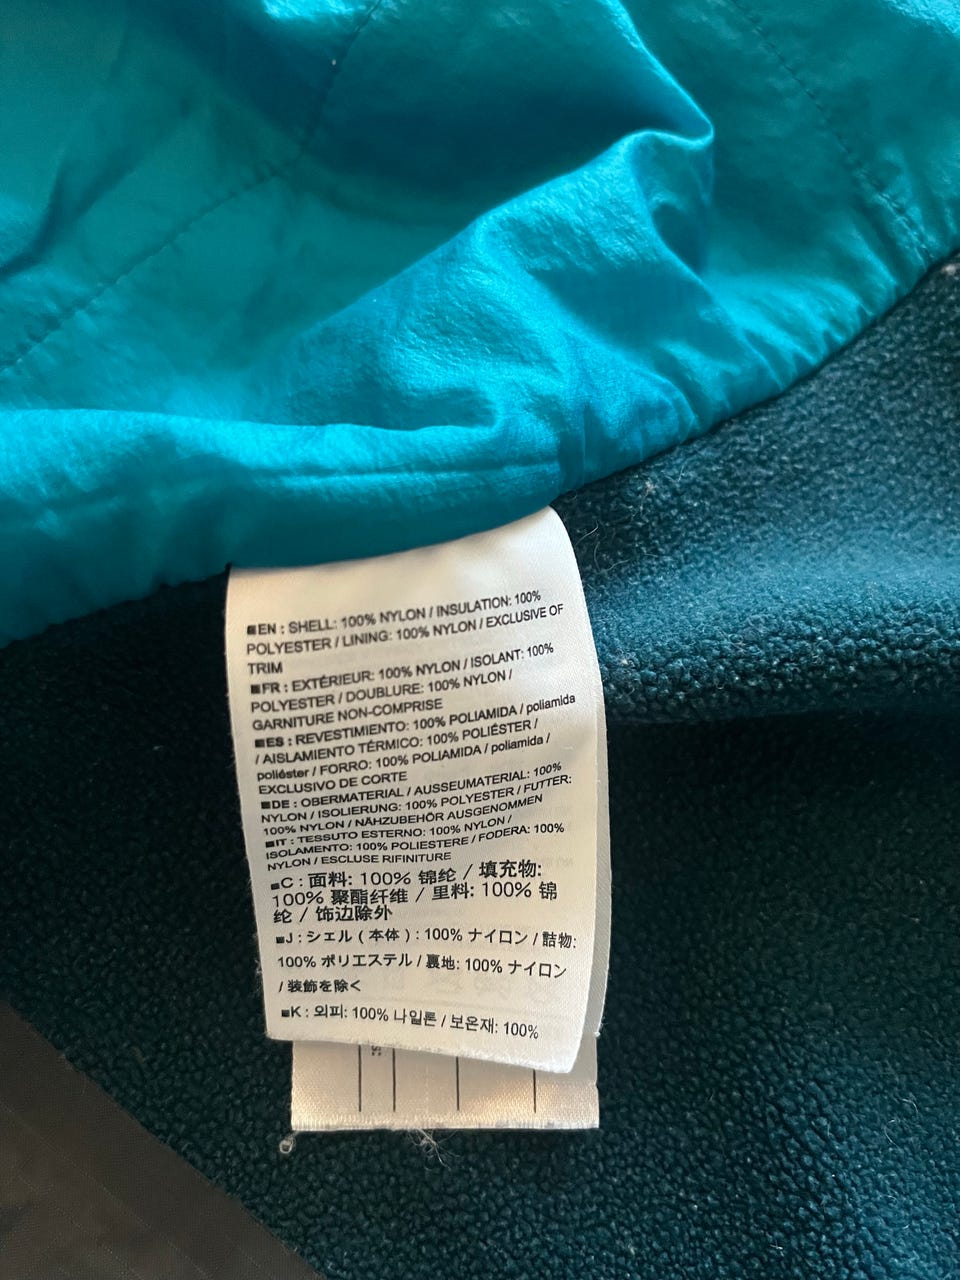 ■EN : SHELL: 100% NYLON / INSULATION: 100%
POLYESTER / LINING: 100% NYLON / EXCLUSIVE OF
TRIM
■FR : EXTÉRIEUR: 100% NYLON / ISOLANT: 100%
POLYESTER / DOUBLURE: 100% NYLON /
GARNITURE NON-COMPRISE
■ES : REVESTIMIENTO: 100% POLIAMIDA / poliamida
/ AISLAMIENTO TÉRMICO: 100% POLIÉSTER /
poliéster / FORRO: 100% POLIAMIDA / poliamida /
EXCLUSIVO DE CORTE
■DE : OBERMATERIAL / AUSSEUMATERIAL: 100%
NYLON / ISOLIERUNG: 100% POLYESTER / FUTTER:
100% NYLON / NÄHZUBEHÖR AUSGENOMMEN
■IT : TESSUTO ESTERNO: 100% NYLON /
ISOLAMENTO: 100% POLIESTERE / FODERA: 100%
NYLON / ESCLUSE RIFINITURE
■C : 面料: 100% 锦纶 / 填充物:
100% 聚酯纤维 / 里料: 100% 锦
纶 / 饰边除外
■J : シェル ( 本体 ) : 100% ナイロン / 詰物:
100% ポリエステル / 裏地: 100% ナイロン
/ 装飾を除く
■K : 외피: 100% 나일론 / 보온재: 100%